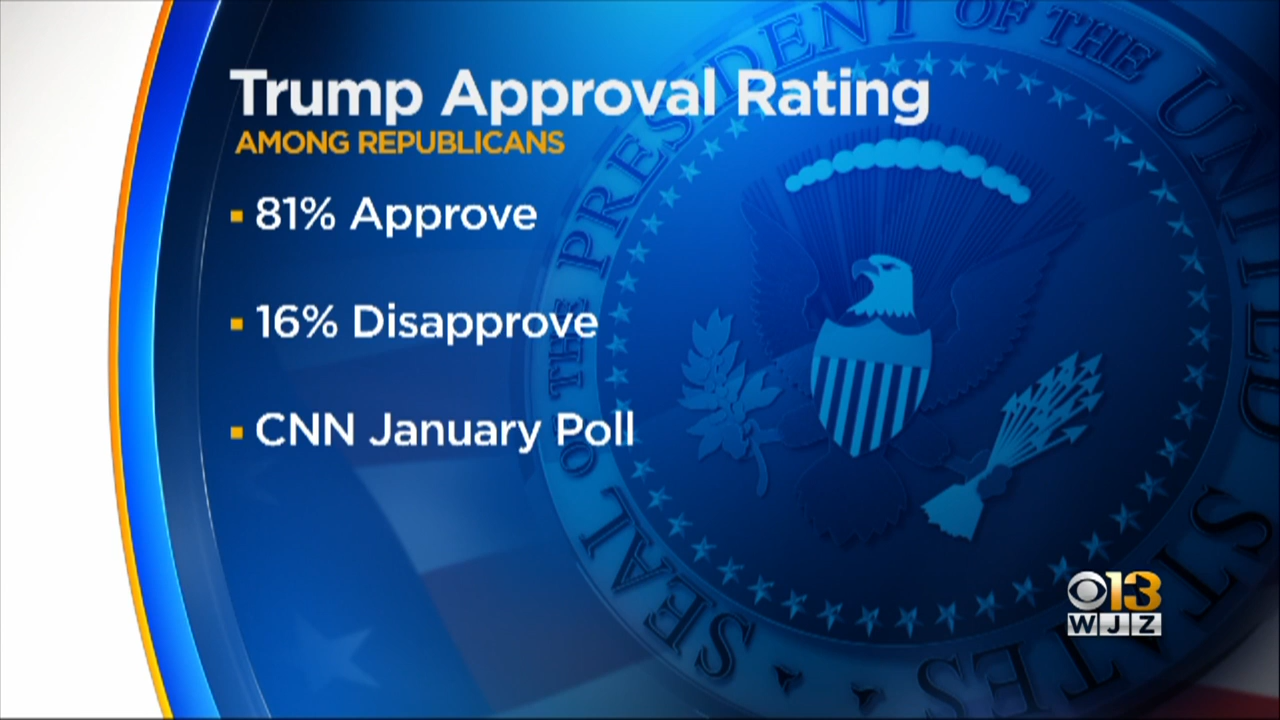 Trump Approval Rating
AMONG REPUBLICANS
81% Approve
16% Disapprove
CNN January Poll
SEAL OF THE PRESIDENT OF THE UNITED STATES
13
WJZ